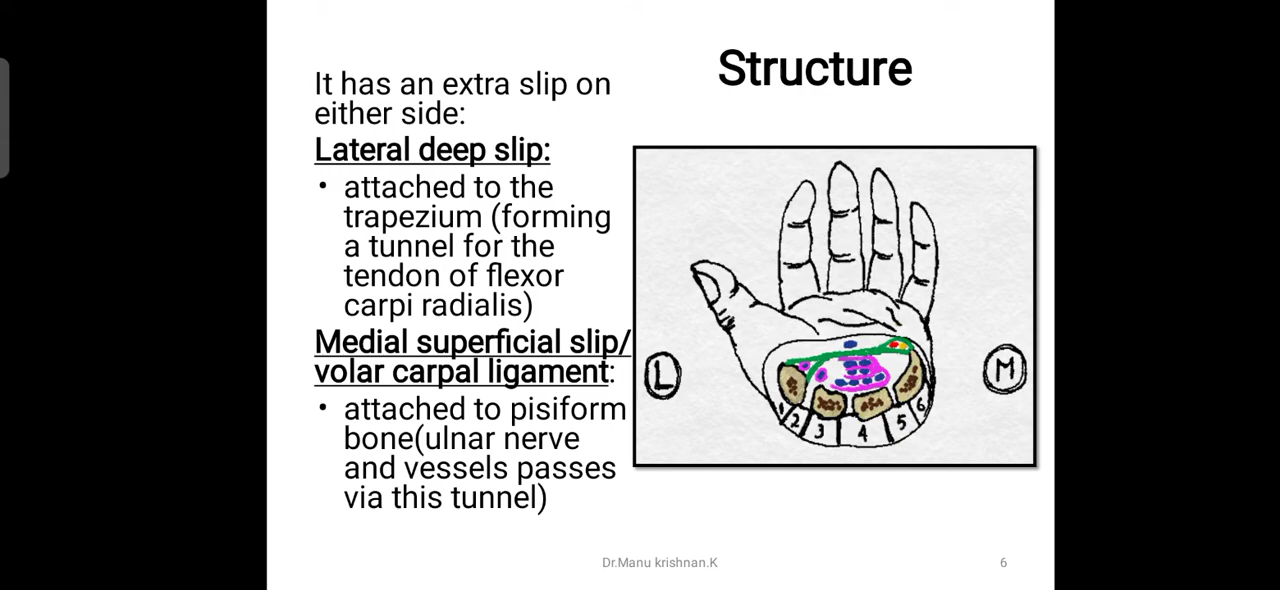 Structure
It has an extra slip on
either side:
Lateral deep slip:
• attached to the
trapezium (forming
a tunnel for the
tendon of flexor
carpi radialis)
Medial superficial slip/
volar carpal ligament:
• attached to pisiform
bone(ulnar nerve
and vessels passes
via this tunnel)
L
M
1 2 3 4 5 6
Dr.Manu krishnan.K
6